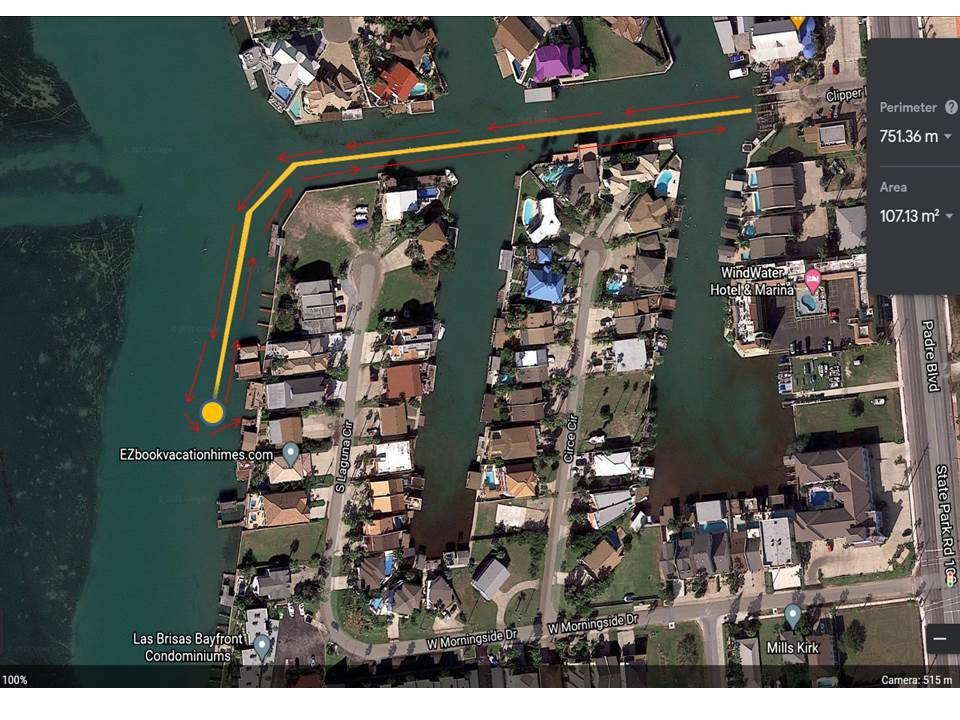 Clipper
Perimeter
751.36 m
Area
107.13 m²
WindWater
Hotel & Marina
Padre Blvd
EZbookvacationhimes.com
S Laguna Cir
Circe Cir
State Park Rd 100
W Morningside Dr
W Morningside Dr
Las Brisas Bayfront
Condominiums
Mills Kirk
100%
Camera: 515 m